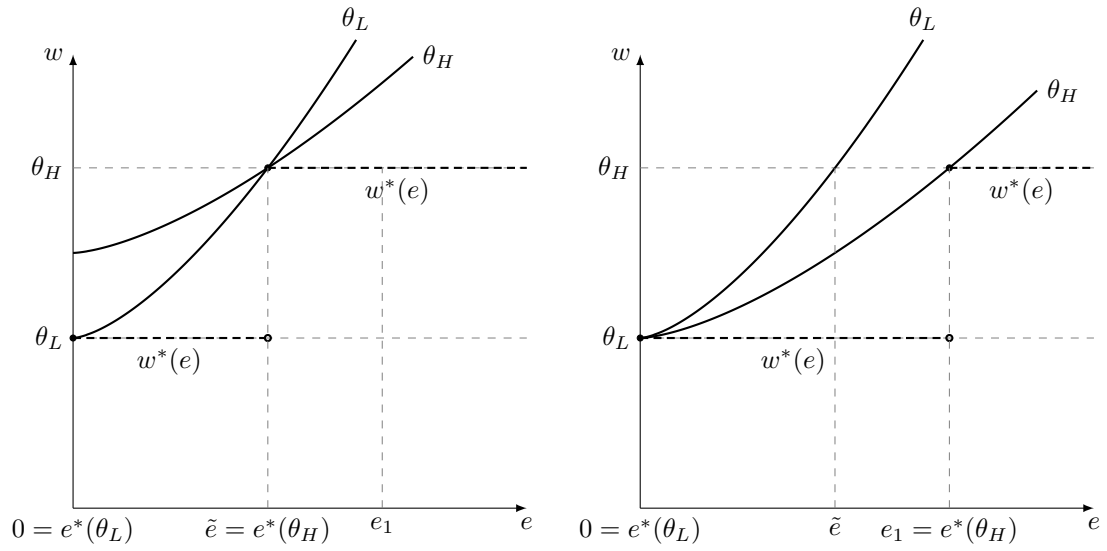 w
θ_L
θ_H
θ_H
w*(e)
θ_L
w*(e)
0 = e*(θ_L)
ẽ = e*(θ_H)
e_1
e
w
θ_L
θ_H
θ_H
w*(e)
θ_L
w*(e)
0 = e*(θ_L)
ẽ
e_1 = e*(θ_H)
e